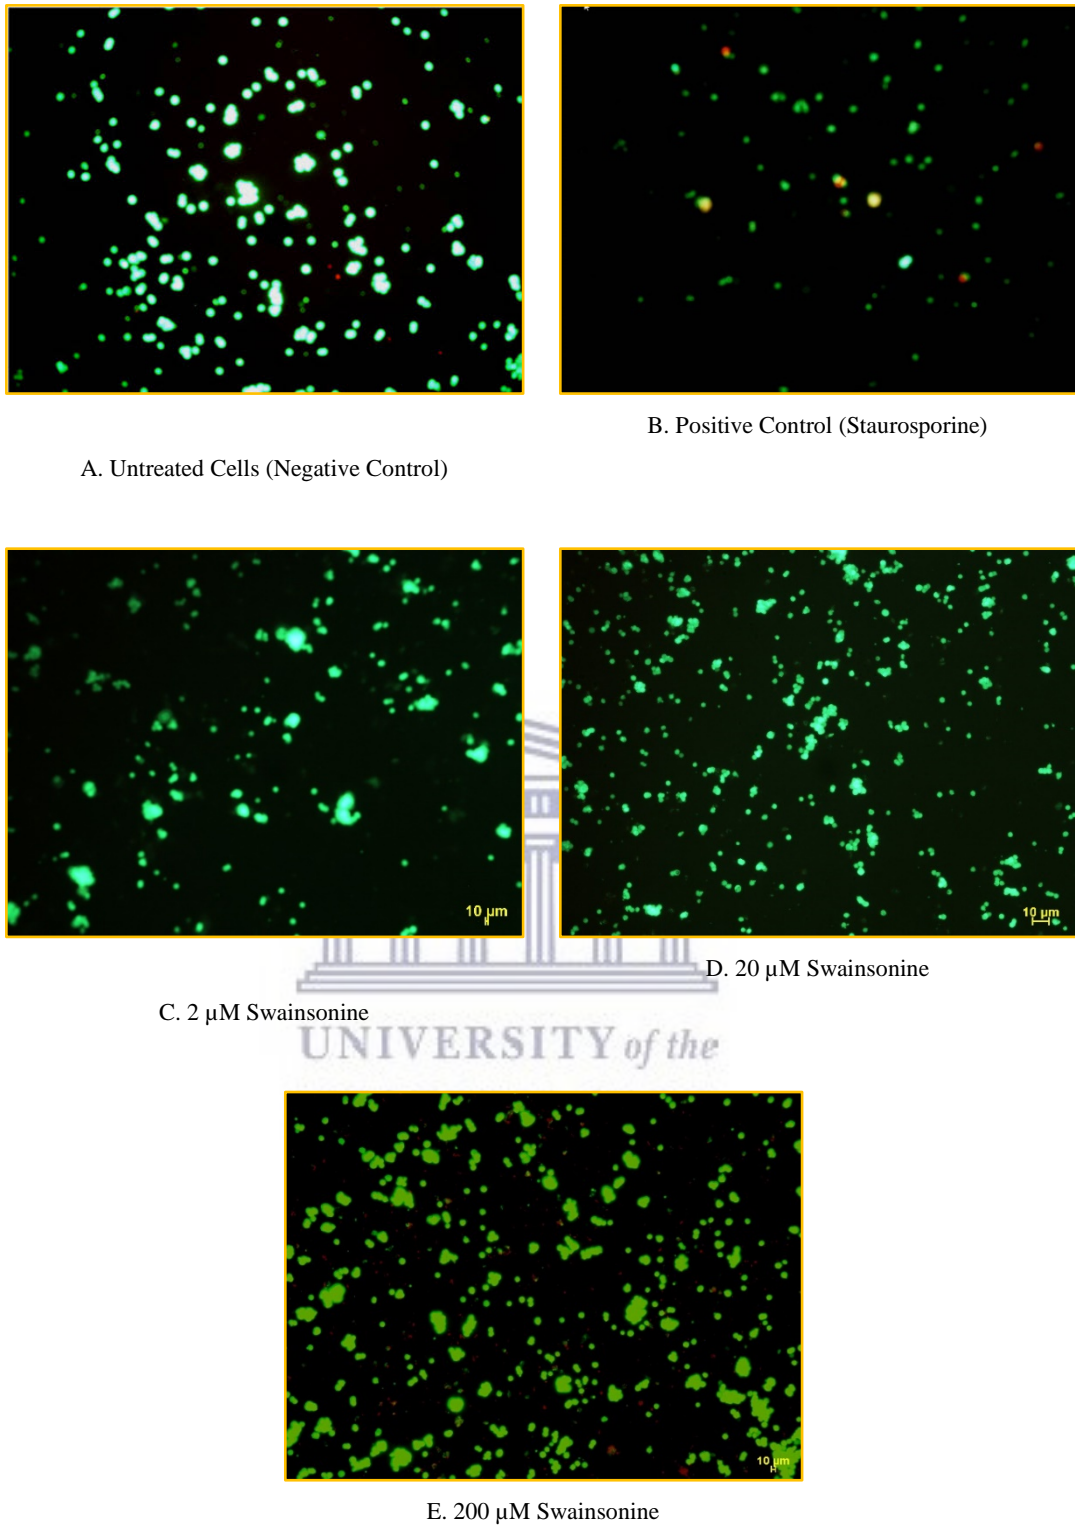 B. Positive Control (Staurosporine)
A. Untreated Cells (Negative Control)
10 µm
10 µm
D. 20 µM Swainsonine
C. 2 µM Swainsonine
UNIVERSITY of the
10 µm
E. 200 µM Swainsonine